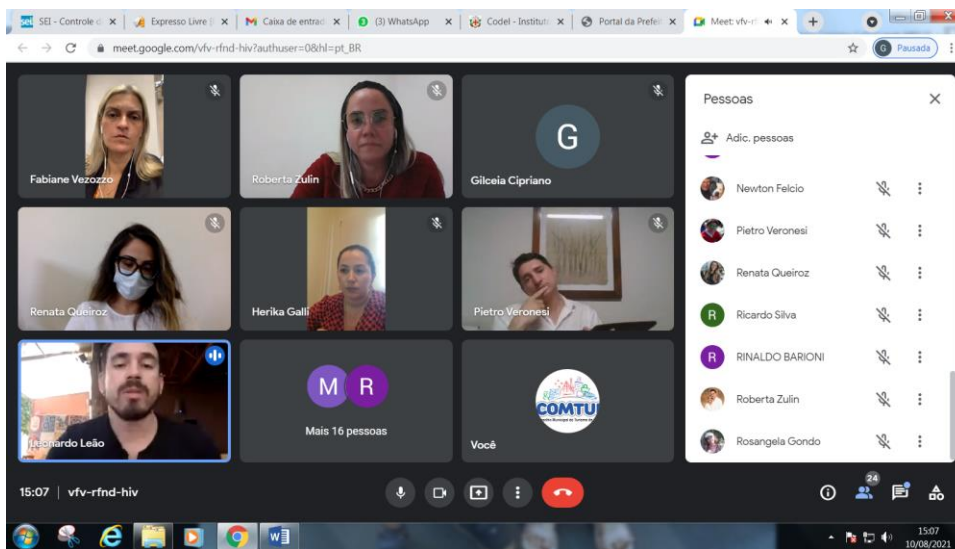 sei SEI - Controle d
Expresso Livre [
Caixa de entrad
(3) WhatsApp
Codel - Institut
Portal da Prefei
Meet: vfv-r
meet.google.com/vfv-rfnd-hiv?authuser=0&hl=pt_BR
G Pausada
Fabiane Vezozzo
Roberta Zulin
G
Gilceia Cipriano
Renata Queiroz
Herika Galli
Pietro Veronesi
Leonardo Leão
M R
Mais 16 pessoas
COMTU
Você
Pessoas
Adic. pessoas
Newton Felcio
Pietro Veronesi
Renata Queiroz
R Ricardo Silva
R RINALDO BARIONI
Roberta Zulin
Rosangela Gondo
15:07 | vfv-rfnd-hiv
24
15:07
10/08/2021